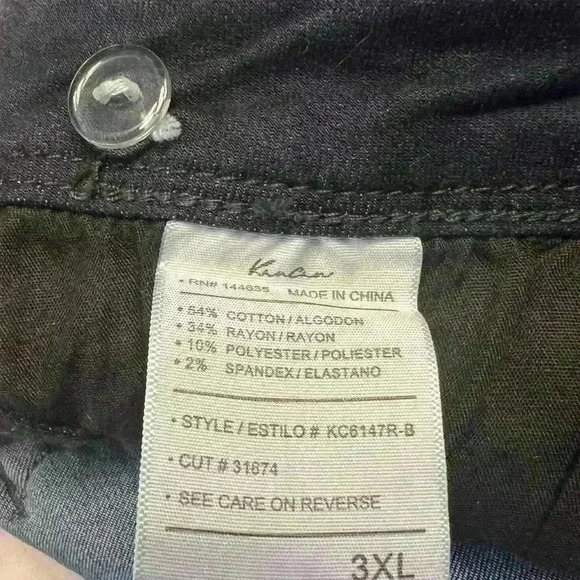 KanCan
• RN# 144635 MADE IN CHINA
• 54% COTTON / ALGODON
• 34% RAYON / RAYON
• 10% POLYESTER / POLIESTER
• 2% SPANDEX / ELASTANO
• STYLE / ESTILO # KC6147R-B
• CUT # 31874
• SEE CARE ON REVERSE
3XL